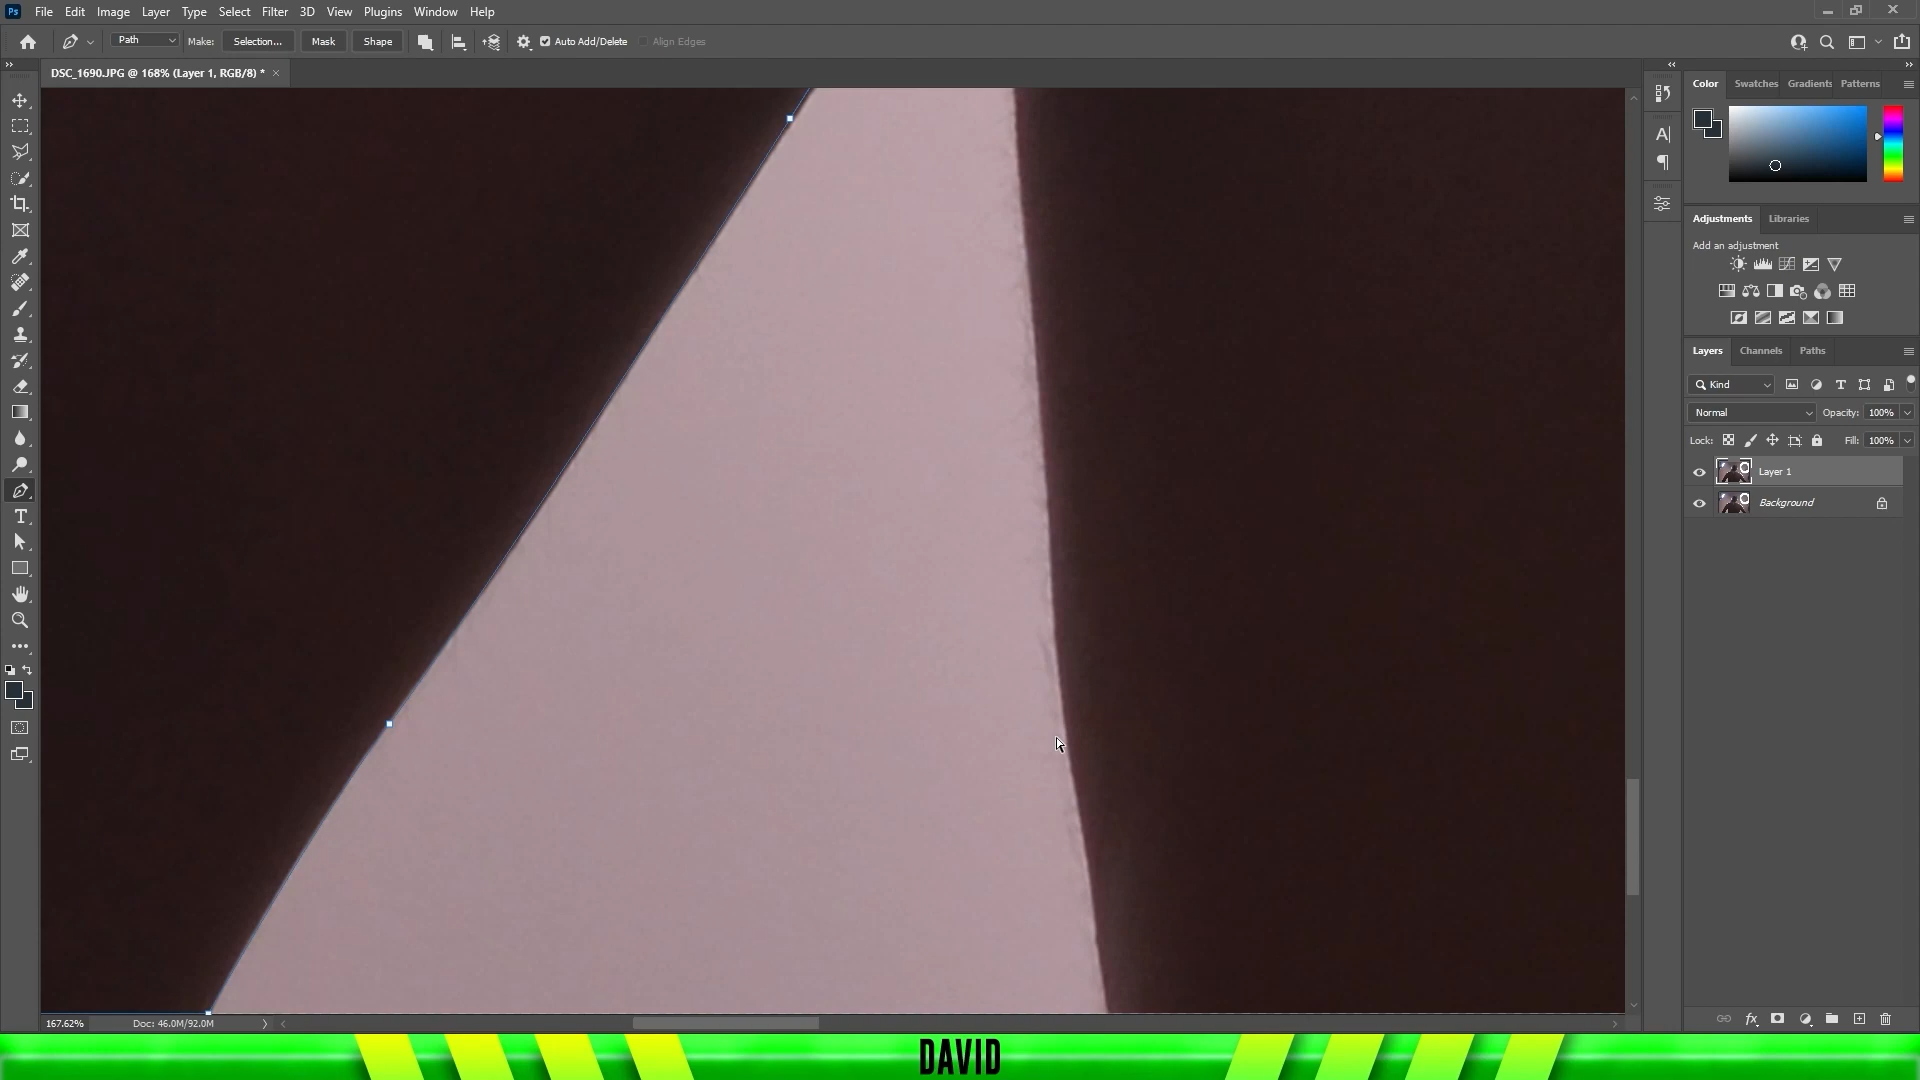 Ps File Edit Image Layer Type Select Filter 3D View Plugins Window Help
Path Make: Selection... Mask Shape Auto Add/Delete Align Edges
DSC_1690.JPG @ 168% (Layer 1, RGB/8) *
Color Swatches Gradients Patterns
Adjustments Libraries
Add an adjustment
Layers Channels Paths
Kind
Normal Opacity: 100%
Lock: Fill: 100%
Layer 1
Background
167.62% Doc: 46.0M/92.0M
DAVID